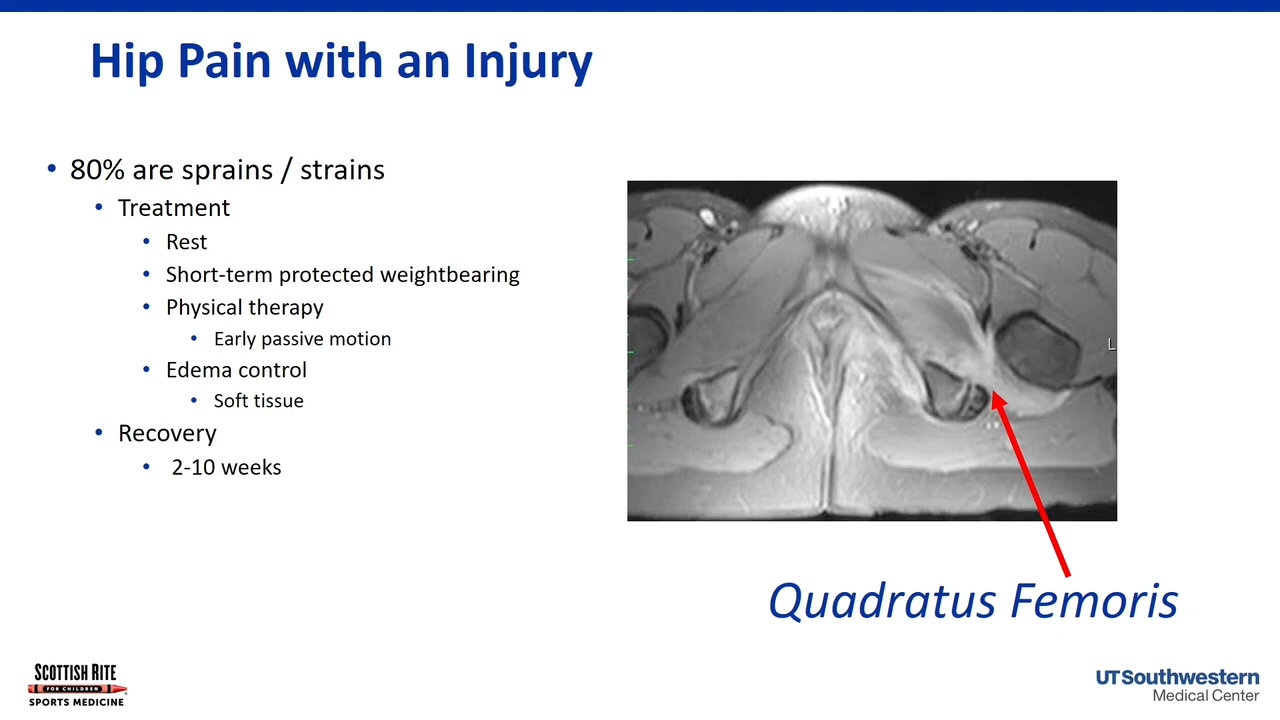 Hip Pain with an Injury
• 80% are sprains / strains
• Treatment
• Rest
• Short-term protected weightbearing
• Physical therapy
• Early passive motion
• Edema control
• Soft tissue
• Recovery
• 2-10 weeks
L
Quadratus Femoris
SCOTTISH RITE
FOR CHILDREN
SPORTS MEDICINE
UTSouthwestern
Medical Center